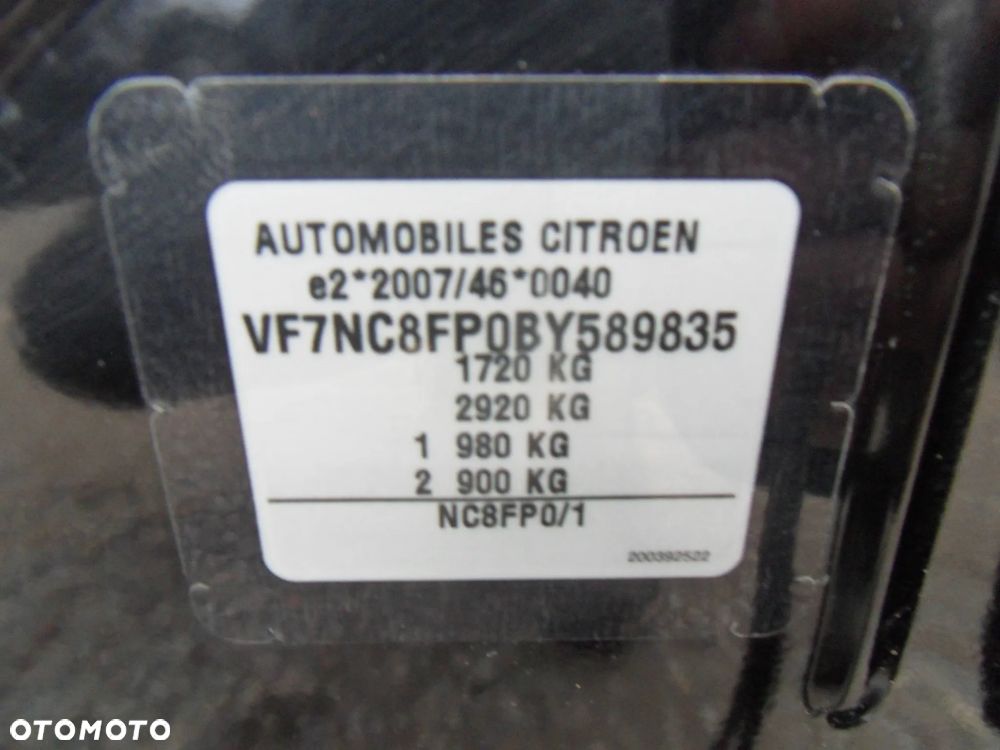 AUTOMOBILES CITROEN
e2*2007/46*0040
VF7NC8FP0BY589835
1720 KG
2920 KG
1 980 KG
2 900 KG
NC8FP0/1
200392522
OTOMOTO